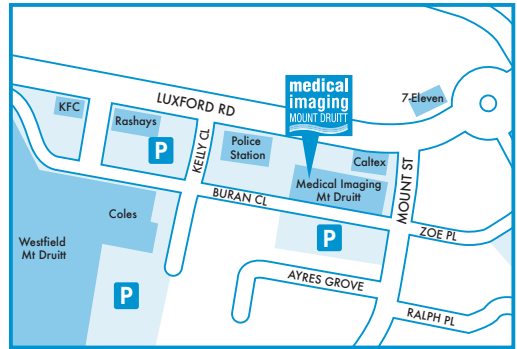 medical
imaging
MOUNT DRUITT
7-Eleven
KFC
LUXFORD RD
Rashays
P
KELLY CL
Police
Station
Caltex
Medical Imaging
Mt Druitt
MOUNT ST
BURAN CL
Coles
ZOE PL
P
Westfield
Mt Druitt
AYRES GROVE
P
RALPH PL